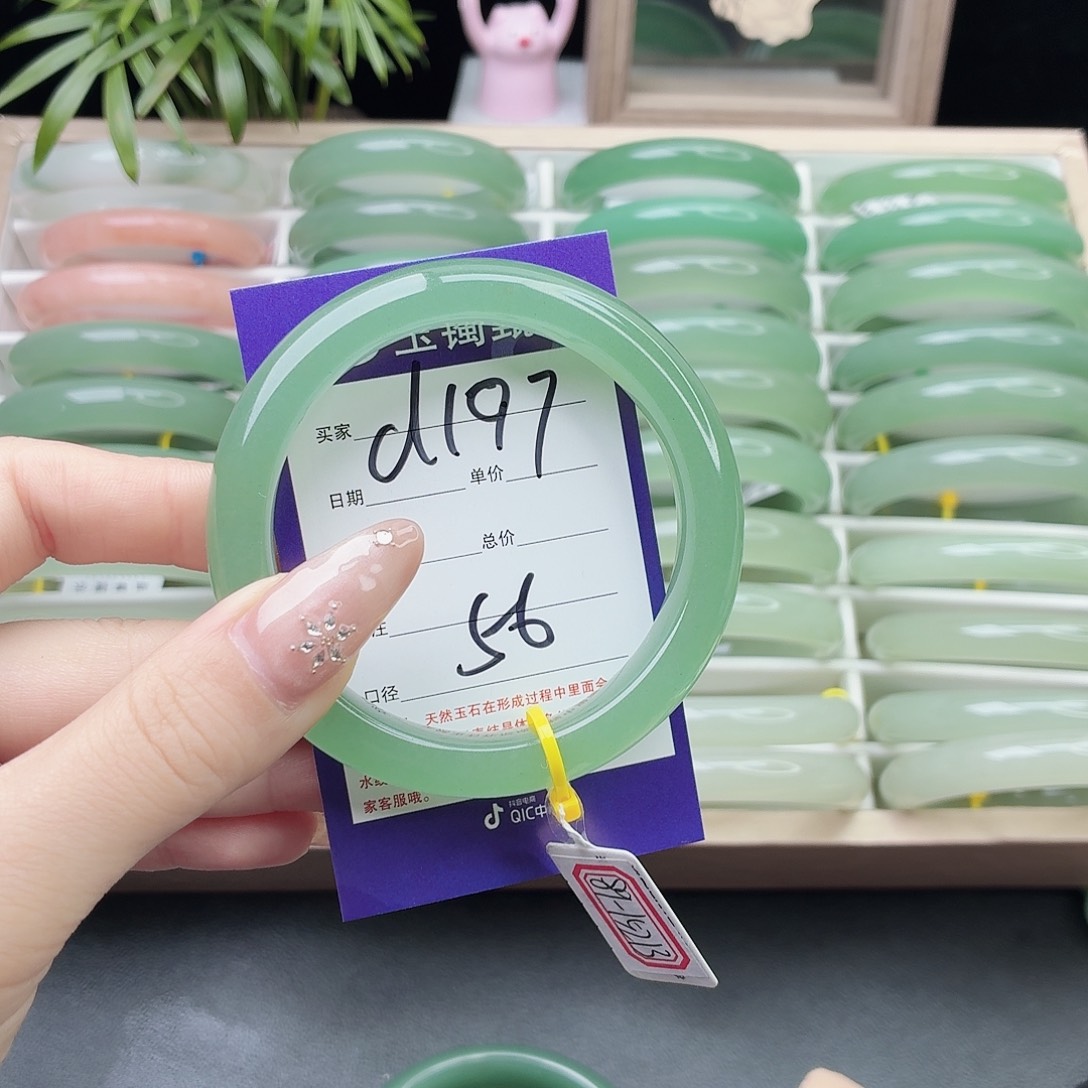 玉镯
买家 d197
日期 单价
总价
56
口径
天然玉石在形成过程中里面会
家客服哦。
抖音电商
QIC中